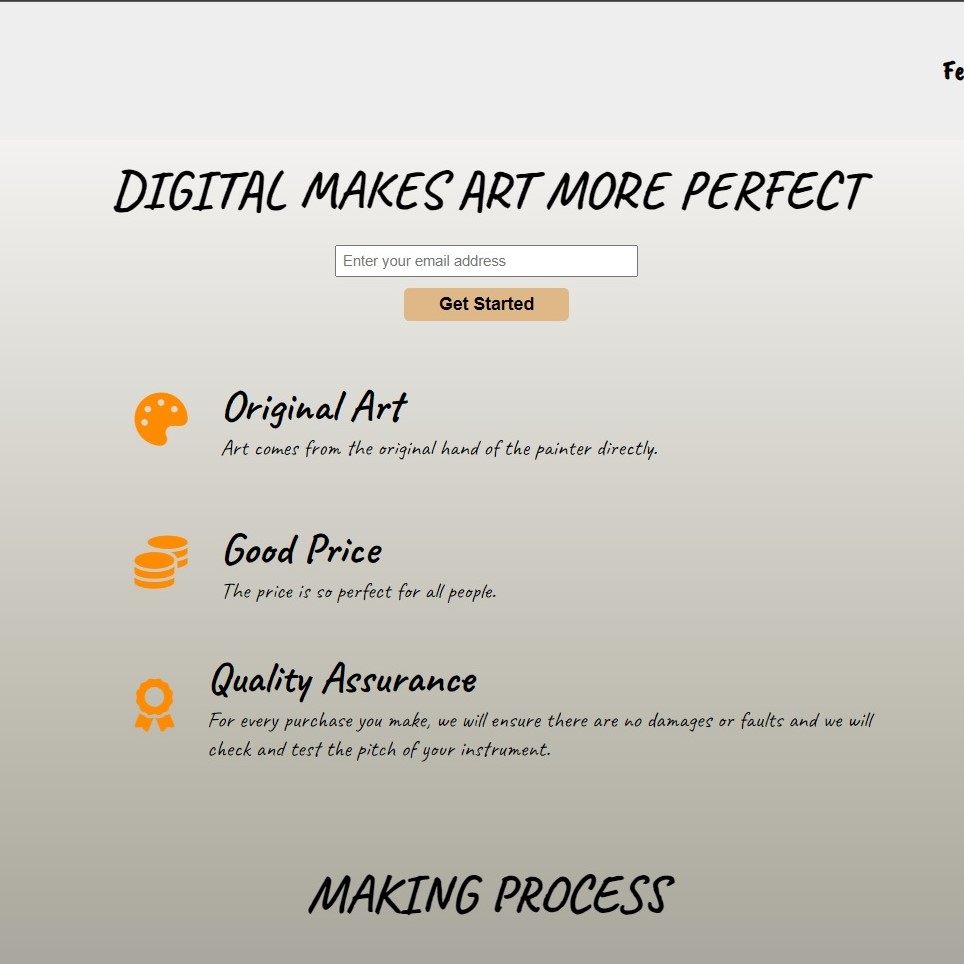 Fe
DIGITAL MAKES ART MORE PERFECT
Enter your email address
Get Started
Original Art
Art comes from the original hand of the painter directly.
Good Price
The price is so perfect for all people.
Quality Assurance
For every purchase you make, we will ensure there are no damages or faults and we will
check and test the pitch of your instrument.
MAKING PROCESS